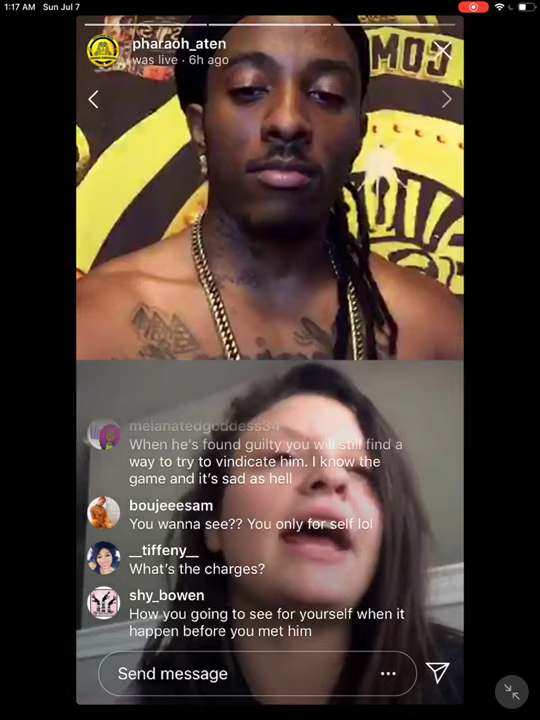 1:17 AM Sun Jul 7
pharaoh_aten
was live · 6h ago
COM
melanatedgoddess34
When he's found guilty you will still find a
way to try to vindicate him. I know the
game and it's sad as hell
boujeeesam
You wanna see?? You only for self lol
__tiffeny__
What's the charges?
shy_bowen
How you going to see for yourself when it
happen before you met him
Send message